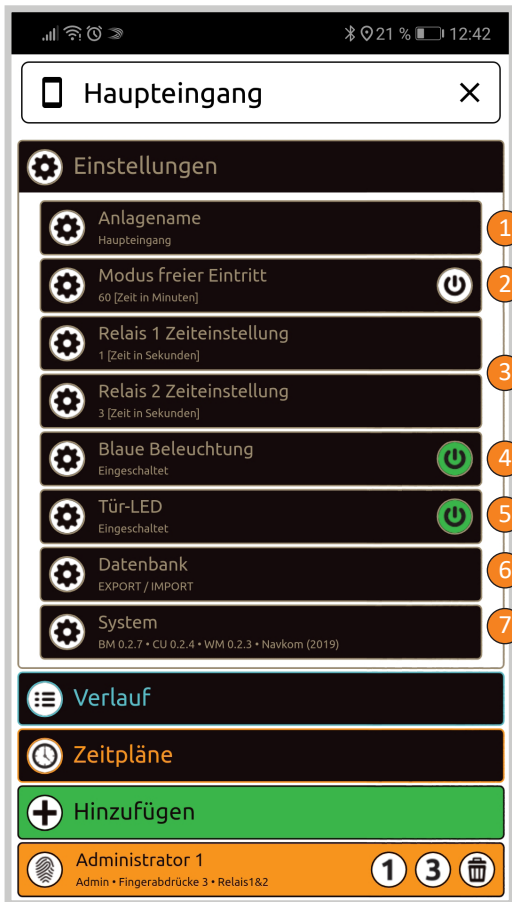 21 % 12:42
Haupteingang
Einstellungen
Anlagename
Haupteingang
1
Modus freier Eintritt
60 [Zeit in Minuten]
2
Relais 1 Zeiteinstellung
1 [Zeit in Sekunden]
3
Relais 2 Zeiteinstellung
3 [Zeit in Sekunden]
Blaue Beleuchtung
Eingeschaltet
4
Tür-LED
Eingeschaltet
5
Datenbank
EXPORT / IMPORT
6
System
BM 0.2.7 • CU 0.2.4 • WM 0.2.3 • Navkom (2019)
7
Verlauf
Zeitpläne
Hinzufügen
Administrator 1
Admin • Fingerabdrücke 3 • Relais1&2
1 3